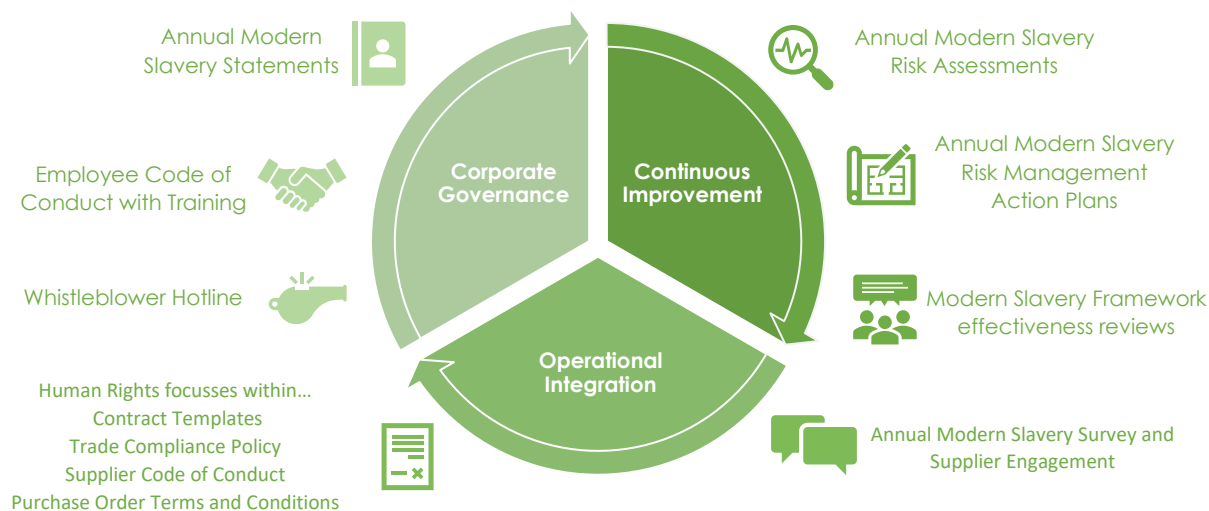 Annual Modern
Slavery Statements
Employee Code of
Conduct with Training
Whistleblower Hotline
Human Rights focusses within...
Contract Templates
Trade Compliance Policy
Supplier Code of Conduct
Purchase Order Terms and Conditions
Corporate
Governance
Continuous
Improvement
Operational
Integration
Annual Modern Slavery
Risk Assessments
Annual Modern Slavery
Risk Management
Action Plans
Modern Slavery Framework
effectiveness reviews
Annual Modern Slavery Survey and
Supplier Engagement